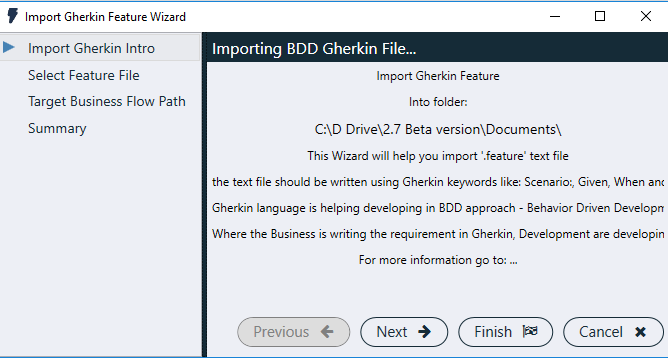 Import Gherkin Feature Wizard
Import Gherkin Intro
Select Feature File
Target Business Flow Path
Summary
Importing BDD Gherkin File...
Import Gherkin Feature
Into folder:
C:\D Drive\2.7 Beta version\Documents\
This Wizard will help you import '.feature' text file
the text file should be written using Gherkin keywords like: Scenario:, Given, When and
Gherkin language is helping developing in BDD approach - Behavior Driven Developm
Where the Business is writing the requirement in Gherkin, Development are developin
For more information go to: ...
Previous
Next
Finish
Cancel